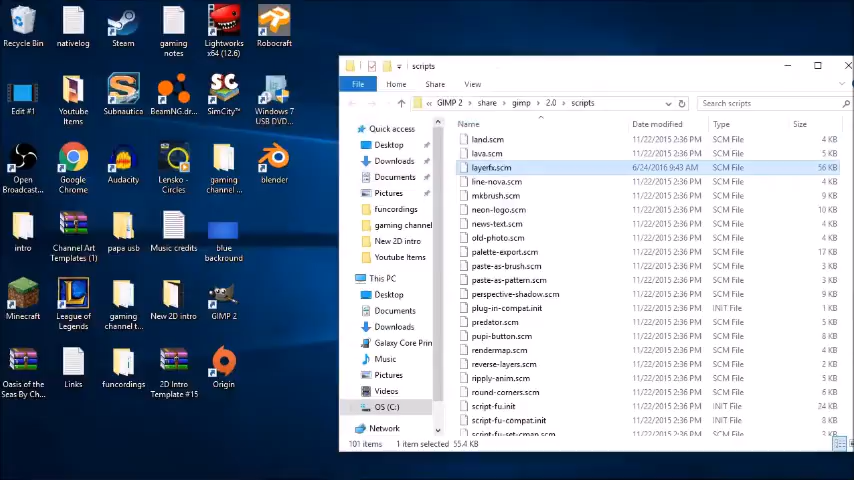 Recycle Bin
nativelog
Steam
gaming notes
Lightworks x64 (12.6)
Robocraft
Edit #1
Youtube Items
Subnautica
BeamNG.dr...
SimCity™
Windows 7 USB DVD...
Open Broadcast...
Google Chrome
Audacity
Lensko - Circles
gaming channel ...
blender
intro
Channel Art Templates (1)
papa usb
Music credits
blue backround
Minecraft
League of Legends
gaming channel t...
New 2D intro
GIMP 2
Oasis of the Seas By Ch...
Links
funcordings
2D Intro Template #15
Origin
File
Home
Share
View
« GIMP 2 › share › gimp › 2.0 › scripts
Search scripts
Quick access
Desktop
Downloads
Documents
Pictures
funcordings
gaming channel
New 2D intro
Youtube Items
This PC
Desktop
Documents
Downloads
Galaxy Core Prin
Music
Pictures
Videos
OS (C:)
Network
Name Date modified Type Size
land.scm 11/22/2015 2:36 PM SCM File 4 KB
lava.scm 11/22/2015 2:36 PM SCM File 5 KB
layerfx.scm 6/24/2016 9:43 AM SCM File 56 KB
line-nova.scm 11/22/2015 2:36 PM SCM File 4 KB
mkbrush.scm 11/22/2015 2:36 PM SCM File 9 KB
neon-logo.scm 11/22/2015 2:36 PM SCM File 10 KB
news-text.scm 11/22/2015 2:36 PM SCM File 4 KB
old-photo.scm 11/22/2015 2:36 PM SCM File 4 KB
palette-export.scm 11/22/2015 2:36 PM SCM File 17 KB
paste-as-brush.scm 11/22/2015 2:36 PM SCM File 3 KB
paste-as-pattern.scm 11/22/2015 2:36 PM SCM File 3 KB
perspective-shadow.scm 11/22/2015 2:36 PM SCM File 9 KB
plug-in-compat.init 11/22/2015 2:36 PM INIT File 1 KB
predator.scm 11/22/2015 2:36 PM SCM File 5 KB
pupi-button.scm 11/22/2015 2:36 PM SCM File 8 KB
rendermap.scm 11/22/2015 2:36 PM SCM File 4 KB
reverse-layers.scm 11/22/2015 2:36 PM SCM File 2 KB
ripply-anim.scm 11/22/2015 2:36 PM SCM File 4 KB
round-corners.scm 11/22/2015 2:36 PM SCM File 6 KB
script-fu.init 11/22/2015 2:36 PM INIT File 24 KB
script-fu-compat.init 11/22/2015 2:36 PM INIT File 8 KB
script-fu-set-cmap.scm 11/22/2015 2:36 PM SCM File 3 KB
101 items 1 item selected 55.4 KB